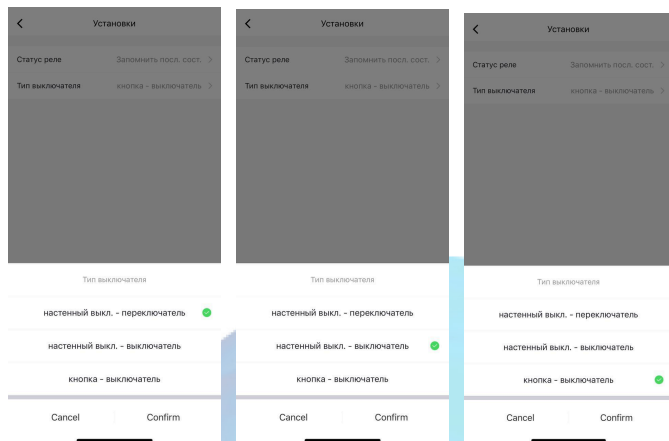 Установки
Статус реле Запомнить посл. сост.
Тип выключателя кнопка - выключатель
Тип выключателя
настенный выкл. - переключатель
настенный выкл. - выключатель
кнопка - выключатель
Cancel Confirm
Установки
Статус реле Запомнить посл. сост.
Тип выключателя кнопка - выключатель
Тип выключателя
настенный выкл. - переключатель
настенный выкл. - выключатель
кнопка - выключатель
Cancel Confirm
Установки
Статус реле Запомнить посл. сост.
Тип выключателя кнопка - выключатель
Тип выключателя
настенный выкл. - переключатель
настенный выкл. - выключатель
кнопка - выключатель
Cancel Confirm